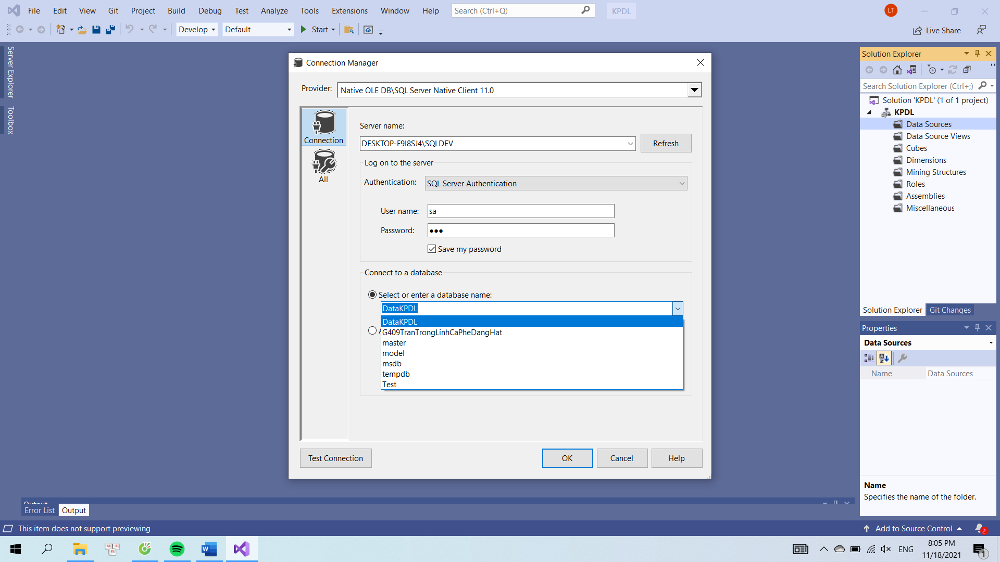 File Edit View Git Project Build Debug Test Analyze Tools Extensions Window Help Search (Ctrl+Q) KPDL LT
Develop Default Start Live Share
Server Explorer
Toolbox
Connection Manager
Provider: Native OLE DB\SQL Server Native Client 11.0
Connection
All
Server name:
DESKTOP-F9I8SJ4\SQLDEV Refresh
Log on to the server
Authentication: SQL Server Authentication
User name: sa
Password: ●●●
Save my password
Connect to a database
Select or enter a database name:
DataKPDL
DataKPDL
G409TranTrongLinhCaPheDangHat
master
model
msdb
tempdb
Test
Test Connection OK Cancel Help
Solution Explorer
Search Solution Explorer (Ctrl+;)
Solution 'KPDL' (1 of 1 project)
KPDL
Data Sources
Data Source Views
Cubes
Dimensions
Mining Structures
Roles
Assemblies
Miscellaneous
Solution Explorer Git Changes
Properties
Data Sources
Name Data Sources
Name
Specifies the name of the folder.
Output
Error List Output
This item does not support previewing Add to Source Control 2
ENG 8:05 PM
11/18/2021 1